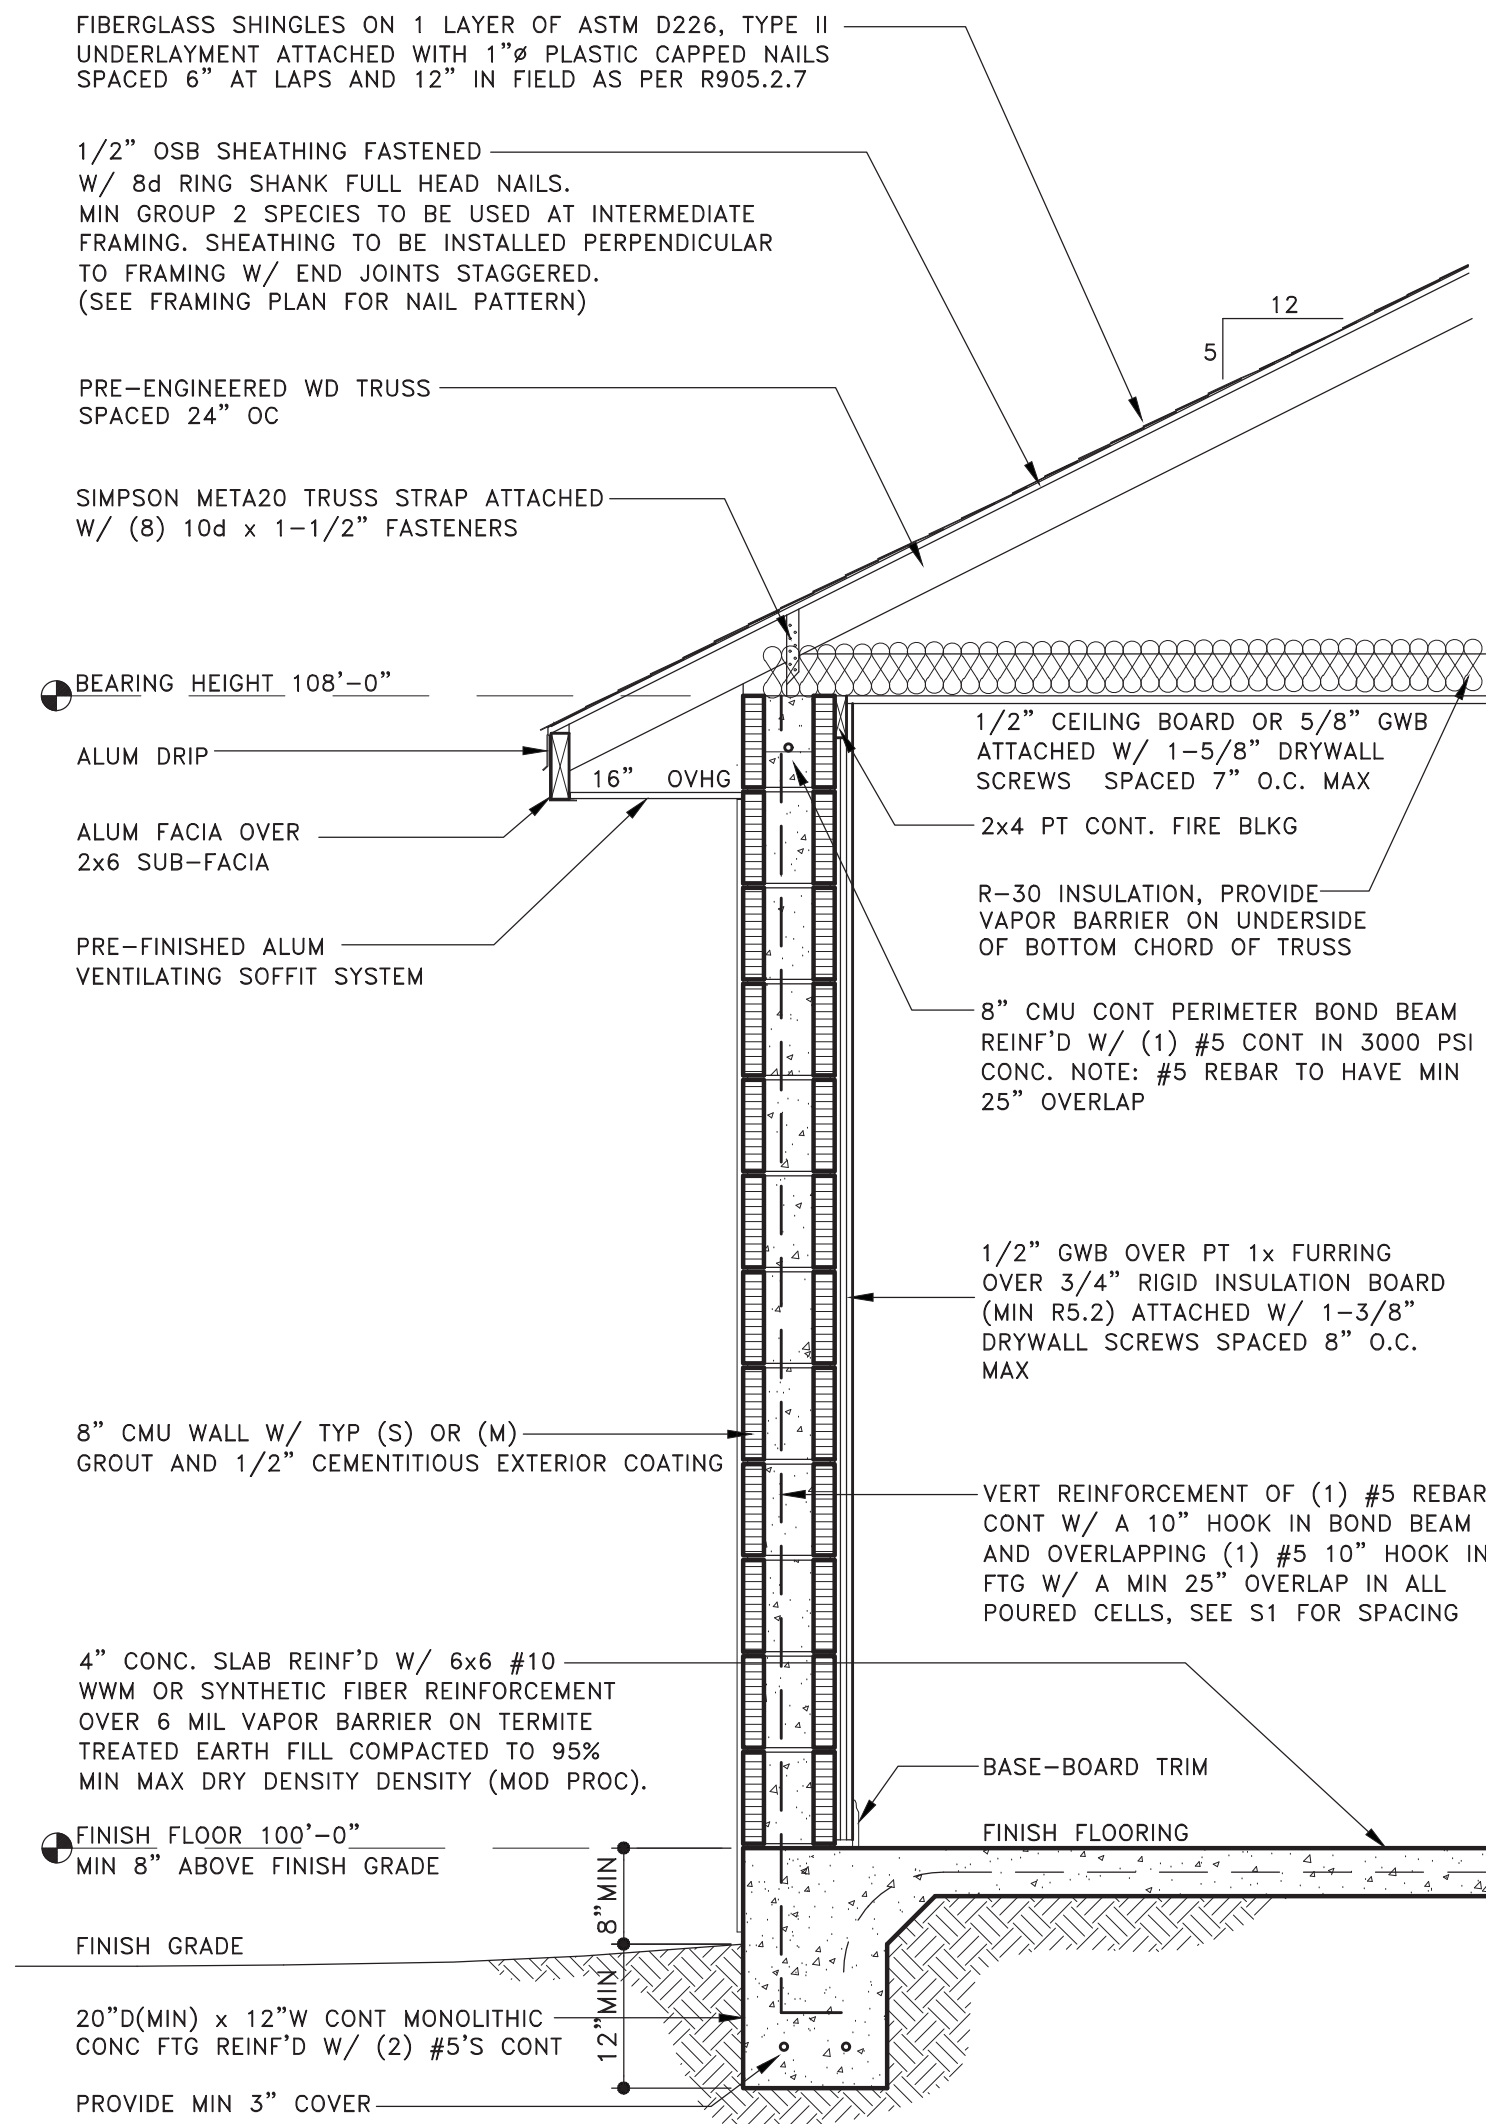 FIBERGLASS SHINGLES ON 1 LAYER OF ASTM D226, TYPE II
UNDERLAYMENT ATTACHED WITH 1”ø PLASTIC CAPPED NAILS
SPACED 6” AT LAPS AND 12” IN FIELD AS PER R905.2.7
1/2” OSB SHEATHING FASTENED
W/ 8d RING SHANK FULL HEAD NAILS.
MIN GROUP 2 SPECIES TO BE USED AT INTERMEDIATE
FRAMING. SHEATHING TO BE INSTALLED PERPENDICULAR
TO FRAMING W/ END JOINTS STAGGERED.
(SEE FRAMING PLAN FOR NAIL PATTERN)
12
5
PRE-ENGINEERED WD TRUSS
SPACED 24” OC
SIMPSON META20 TRUSS STRAP ATTACHED
W/ (8) 10d x 1-1/2” FASTENERS
BEARING HEIGHT 108’-0”
ALUM DRIP
16” OVHG
ALUM FACIA OVER
2x6 SUB-FACIA
PRE-FINISHED ALUM
VENTILATING SOFFIT SYSTEM
1/2” CEILING BOARD OR 5/8” GWB
ATTACHED W/ 1-5/8” DRYWALL
SCREWS SPACED 7” O.C. MAX
2x4 PT CONT. FIRE BLKG
R-30 INSULATION, PROVIDE
VAPOR BARRIER ON UNDERSIDE
OF BOTTOM CHORD OF TRUSS
8” CMU CONT PERIMETER BOND BEAM
REINF’D W/ (1) #5 CONT IN 3000 PSI
CONC. NOTE: #5 REBAR TO HAVE MIN
25” OVERLAP
1/2” GWB OVER PT 1x FURRING
OVER 3/4” RIGID INSULATION BOARD
(MIN R5.2) ATTACHED W/ 1-3/8”
DRYWALL SCREWS SPACED 8” O.C.
MAX
8” CMU WALL W/ TYP (S) OR (M)
GROUT AND 1/2” CEMENTITIOUS EXTERIOR COATING
VERT REINFORCEMENT OF (1) #5 REBAR
CONT W/ A 10” HOOK IN BOND BEAM
AND OVERLAPPING (1) #5 10” HOOK IN
FTG W/ A MIN 25” OVERLAP IN ALL
POURED CELLS, SEE S1 FOR SPACING
4” CONC. SLAB REINF’D W/ 6x6 #10
WWM OR SYNTHETIC FIBER REINFORCEMENT
OVER 6 MIL VAPOR BARRIER ON TERMITE
TREATED EARTH FILL COMPACTED TO 95%
MIN MAX DRY DENSITY DENSITY (MOD PROC).
BASE-BOARD TRIM
FINISH FLOORING
FINISH FLOOR 100’-0”
MIN 8” ABOVE FINISH GRADE
8”MIN
FINISH GRADE
12”MIN
20”D(MIN) x 12”W CONT MONOLITHIC
CONC FTG REINF’D W/ (2) #5’S CONT
PROVIDE MIN 3” COVER